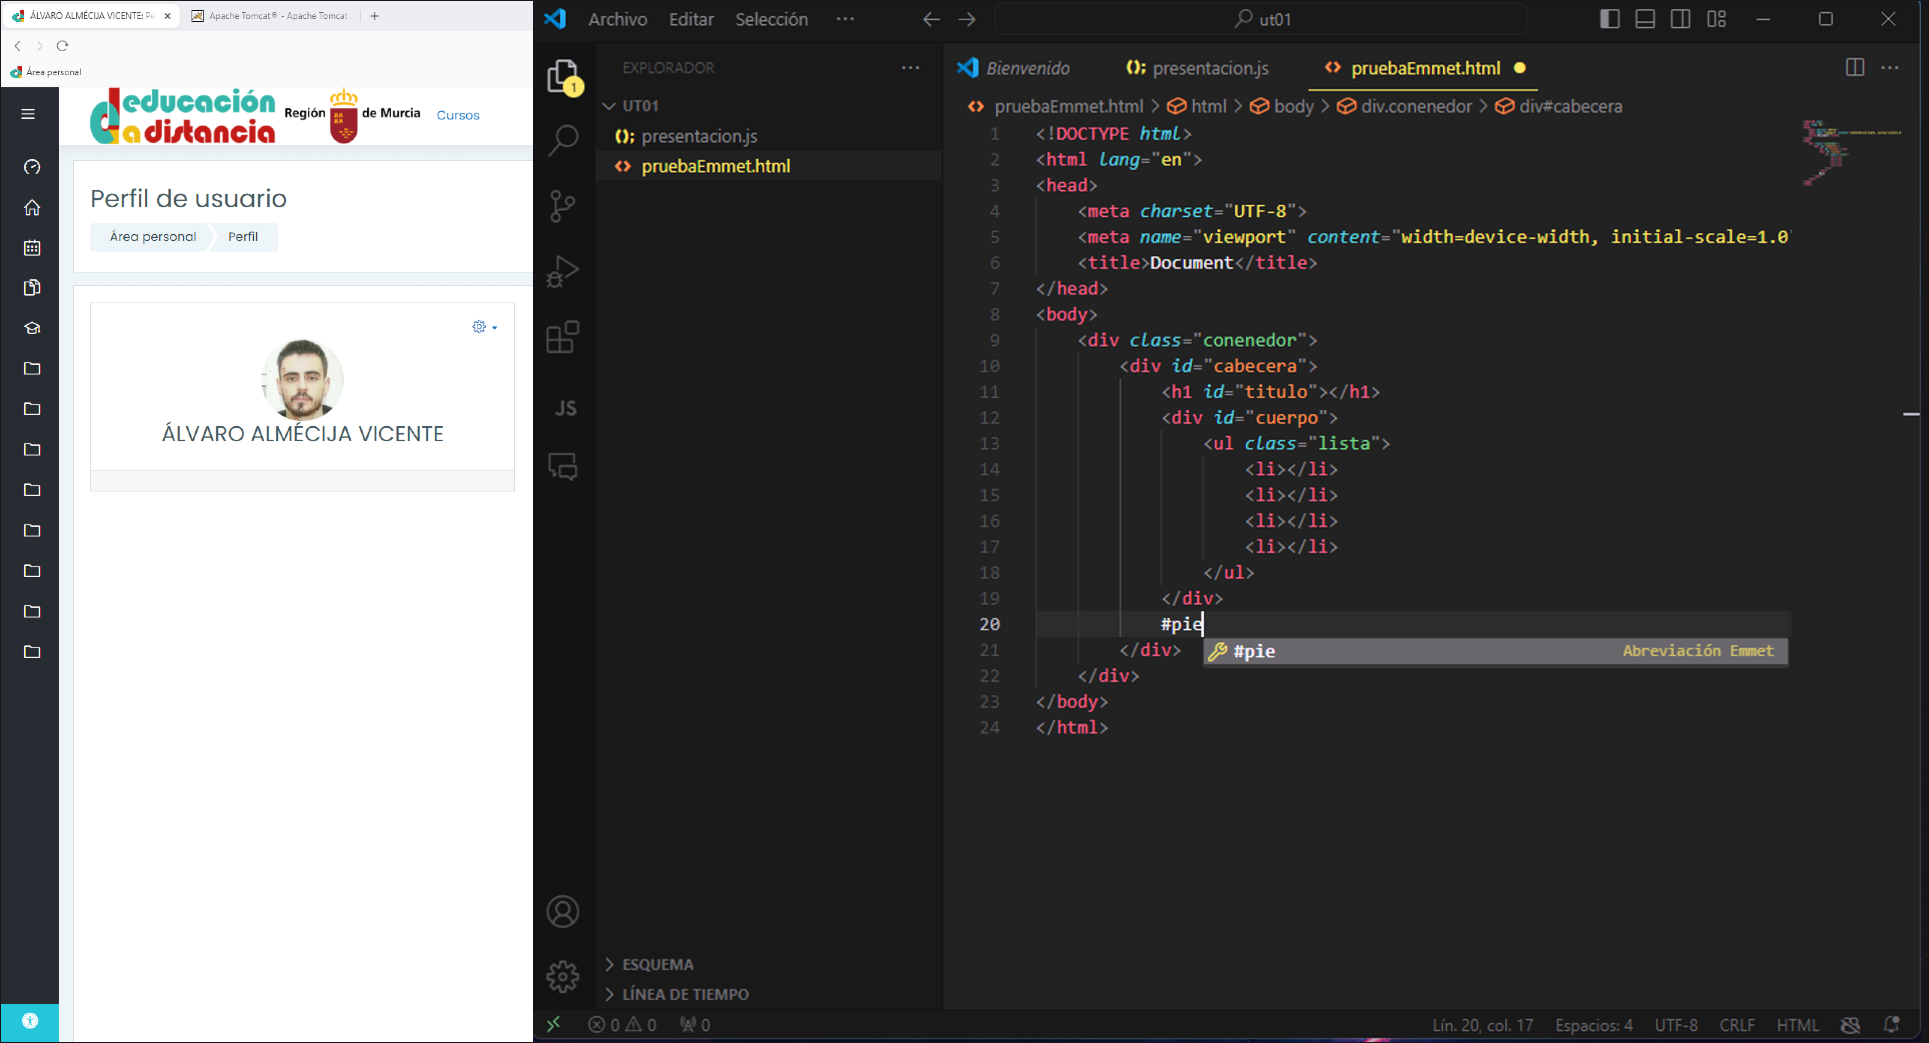 ÁLVARO ALMÉCIJA VICENTE: Pe
Apache Tomcat® - Apache Tomcat
Área personal
educación
a distancia
Región de Murcia
Cursos
Perfil de usuario
Área personal
Perfil
ÁLVARO ALMÉCIJA VICENTE
Archivo
Editar
Selección
ut01
1
EXPLORADOR
UT01
presentacion.js
pruebaEmmet.html
JS
ESQUEMA
LÍNEA DE TIEMPO
Bienvenido
presentacion.js
pruebaEmmet.html
pruebaEmmet.html > html > body > div.conenedor > div#cabecera
1 <!DOCTYPE html>
2 <html lang="en">
3 <head>
4 <meta charset="UTF-8">
5 <meta name="viewport" content="width=device-width, initial-scale=1.0"
6 <title>Document</title>
7 </head>
8 <body>
9 <div class="conenedor">
10 <div id="cabecera">
11 <h1 id="titulo"></h1>
12 <div id="cuerpo">
13 <ul class="lista">
14 <li></li>
15 <li></li>
16 <li></li>
17 <li></li>
18 </ul>
19 </div>
20 #pie
21 </div>
#pie Abreviación Emmet
22 </div>
23 </body>
24 </html>
0 0 0
Lín. 20, col. 17
Espacios: 4
UTF-8
CRLF
HTML